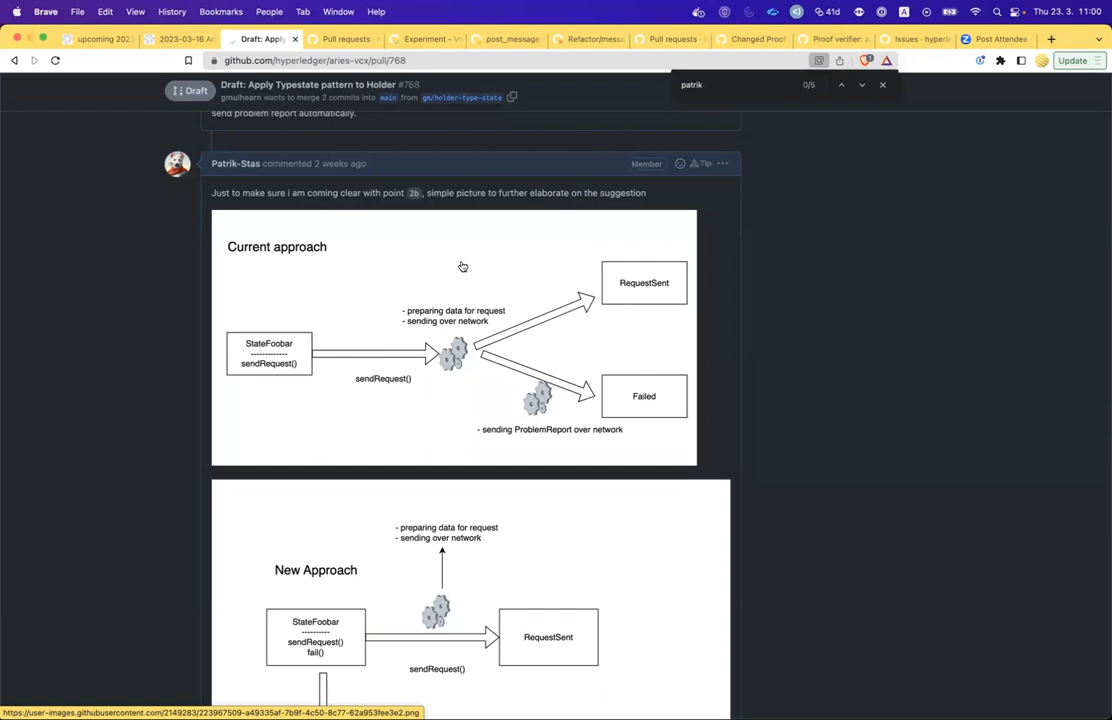 Brave File Edit View History Bookmarks People Tab Window Help 41d A Thu 23. 3. 11:00
upcoming 2023
2023-03-16 Ari
Draft: Apply
Pull requests
Experiment - Ve
post_message
Refactor/mess
Pull requests
Changed Proof
Proof verifier: a
Issues · hyperle
Post Attendee
github.com/hyperledger/aries-vcx/pull/768
1
Update
Draft
Draft: Apply Typestate pattern to Holder #768
gmulhearn wants to merge 2 commits into main from gm/holder-type-state
patrik 0/5
send problem report automatically.
Patrik-Stas commented 2 weeks ago
Member
Tip
Just to make sure i am coming clear with point 2b, simple picture to further elaborate on the suggestion
Current approach
RequestSent
- preparing data for request
- sending over network
StateFoobar
-------------
sendRequest()
sendRequest()
Failed
- sending ProblemReport over network
- preparing data for request
- sending over network
New Approach
StateFoobar
----------
sendRequest()
fail()
RequestSent
sendRequest()
https://user-images.githubusercontent.com/2149283/223967509-a49335af-7b9f-4c50-8c77-62a953fee3e2.png